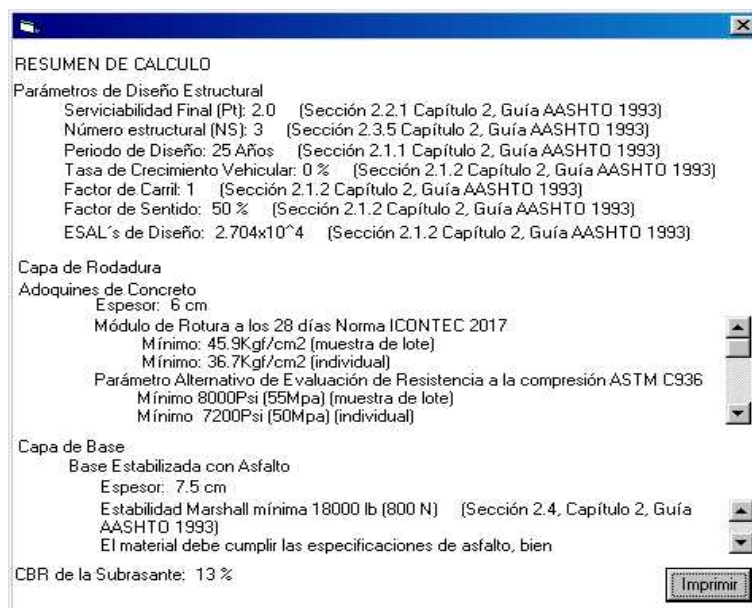 RESUMEN DE CALCULO
Parámetros de Diseño Estructural
Serviciabilidad Final (Pt): 2.0 (Sección 2.2.1 Capítulo 2, Guía AASHTO 1993)
Número estructural (NS): 3 (Sección 2.3.5 Capítulo 2, Guía AASHTO 1993)
Periodo de Diseño: 25 Años (Sección 2.1.1 Capítulo 2, Guía AASHTO 1993)
Tasa de Crecimiento Vehicular: 0 % (Sección 2.1.2 Capítulo 2, Guía AASHTO 1993)
Factor de Carril: 1 (Sección 2.1.2 Capítulo 2, Guía AASHTO 1993)
Factor de Sentido: 50 % (Sección 2.1.2 Capítulo 2, Guía AASHTO 1993)
ESAL´s de Diseño: 2.704x10^4 (Sección 2.1.2 Capítulo 2, Guía AASHTO 1993)
Capa de Rodadura
Adoquines de Concreto
Espesor: 6 cm
Módulo de Rotura a los 28 días Norma ICONTEC 2017
Mínimo: 45.9Kgf/cm2 (muestra de lote)
Mínimo: 36.7Kgf/cm2 (individual)
Parámetro Alternativo de Evaluación de Resistencia a la compresión ASTM C936
Mínimo 8000Psi (55Mpa) (muestra de lote)
Mínimo 7200Psi (50Mpa) (individual)
Capa de Base
Base Estabilizada con Asfalto
Espesor: 7.5 cm
Estabilidad Marshall mínima 18000 lb (800 N) (Sección 2.4, Capítulo 2, Guía
AASHTO 1993)
El material debe cumplir las especificaciones de asfalto, bien
CBR de la Subrasante: 13 %
Imprimir